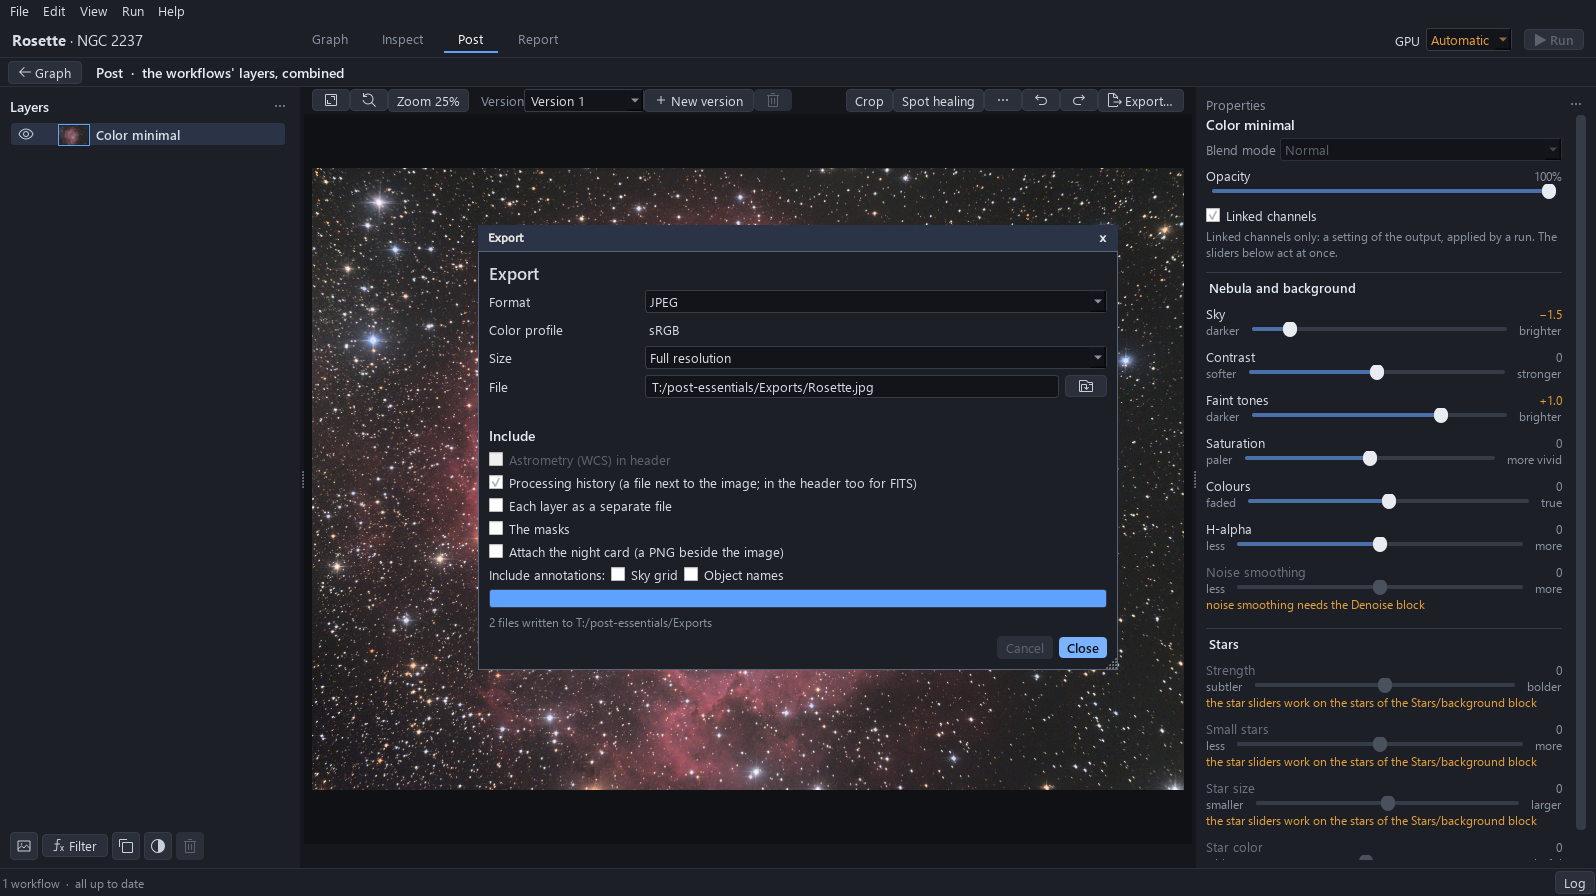 File Edit View Run Help
Rosette · NGC 2237
Graph Inspect Post Report
GPU Automatic Run
Graph Post · the workflows' layers, combined
Layers ...
Color minimal
Zoom 25% Version Version 1 + New version
Crop Spot healing ... Export...
Export x
Export
Format JPEG
Color profile sRGB
Size Full resolution
File T:/post-essentials/Exports/Rosette.jpg
Include
Astrometry (WCS) in header
Processing history (a file next to the image; in the header too for FITS)
Each layer as a separate file
The masks
Attach the night card (a PNG beside the image)
Include annotations: Sky grid Object names
2 files written to T:/post-essentials/Exports
Cancel Close
Properties ...
Color minimal
Blend mode Normal
Opacity 100%
Linked channels
Linked channels only: a setting of the output, applied by a run. The
sliders below act at once.
Nebula and background
Sky −1.5
darker brighter
Contrast 0
softer stronger
Faint tones +1.0
darker brighter
Saturation 0
paler more vivid
Colours 0
faded true
H-alpha 0
less more
Noise smoothing 0
less more
noise smoothing needs the Denoise block
Stars
Strength 0
subtler bolder
the star sliders work on the stars of the Stars/background block
Small stars 0
less more
the star sliders work on the stars of the Stars/background block
Star size 0
smaller larger
the star sliders work on the stars of the Stars/background block
Star color 0
fx Filter
1 workflow · all up to date
Log